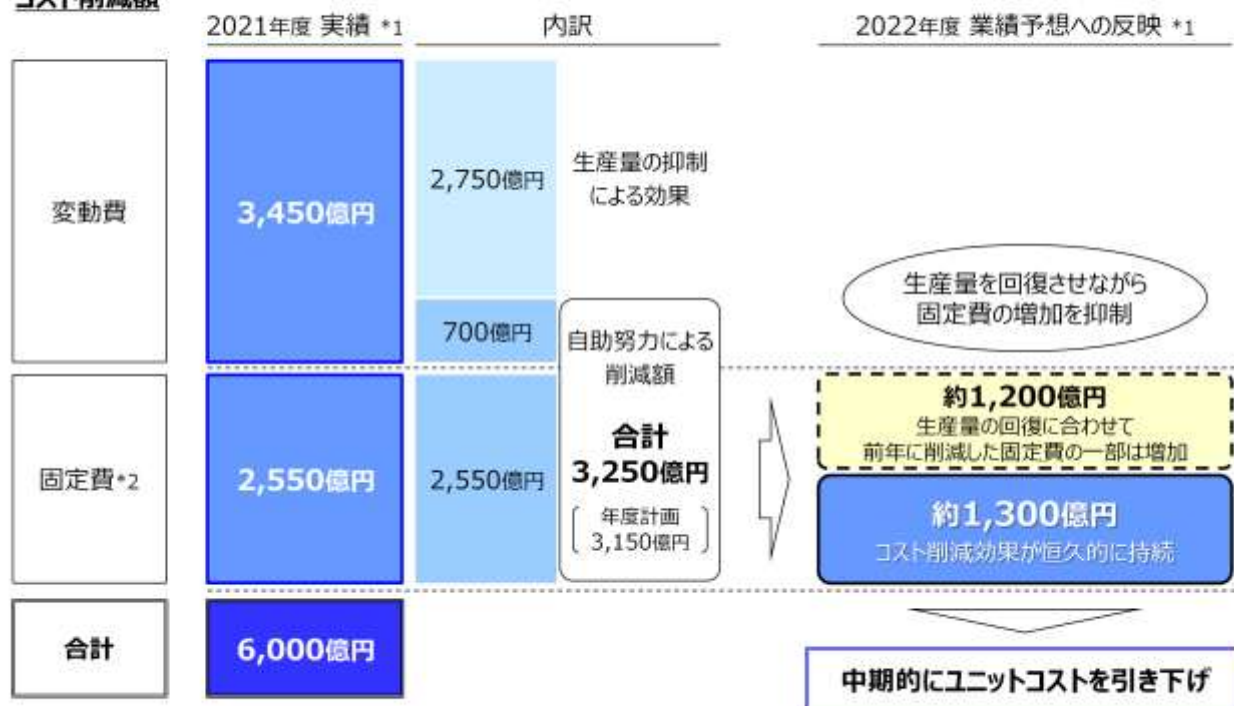 コスト削減額
2021年度 実績 *1
内訳
2022年度 業績予想への反映 *1
変動費
3,450億円
2,750億円
生産量の抑制
による効果
700億円
生産量を回復させながら
固定費の増加を抑制
固定費*2
2,550億円
2,550億円
自助努力による
削減額
合計
3,250億円
年度計画
3,150億円
約1,200億円
生産量の回復に合わせて
前年に削減した固定費の一部は増加
約1,300億円
コスト削減効果が恒久的に持続
合計
6,000億円
中期的にユニットコストを引き下げ